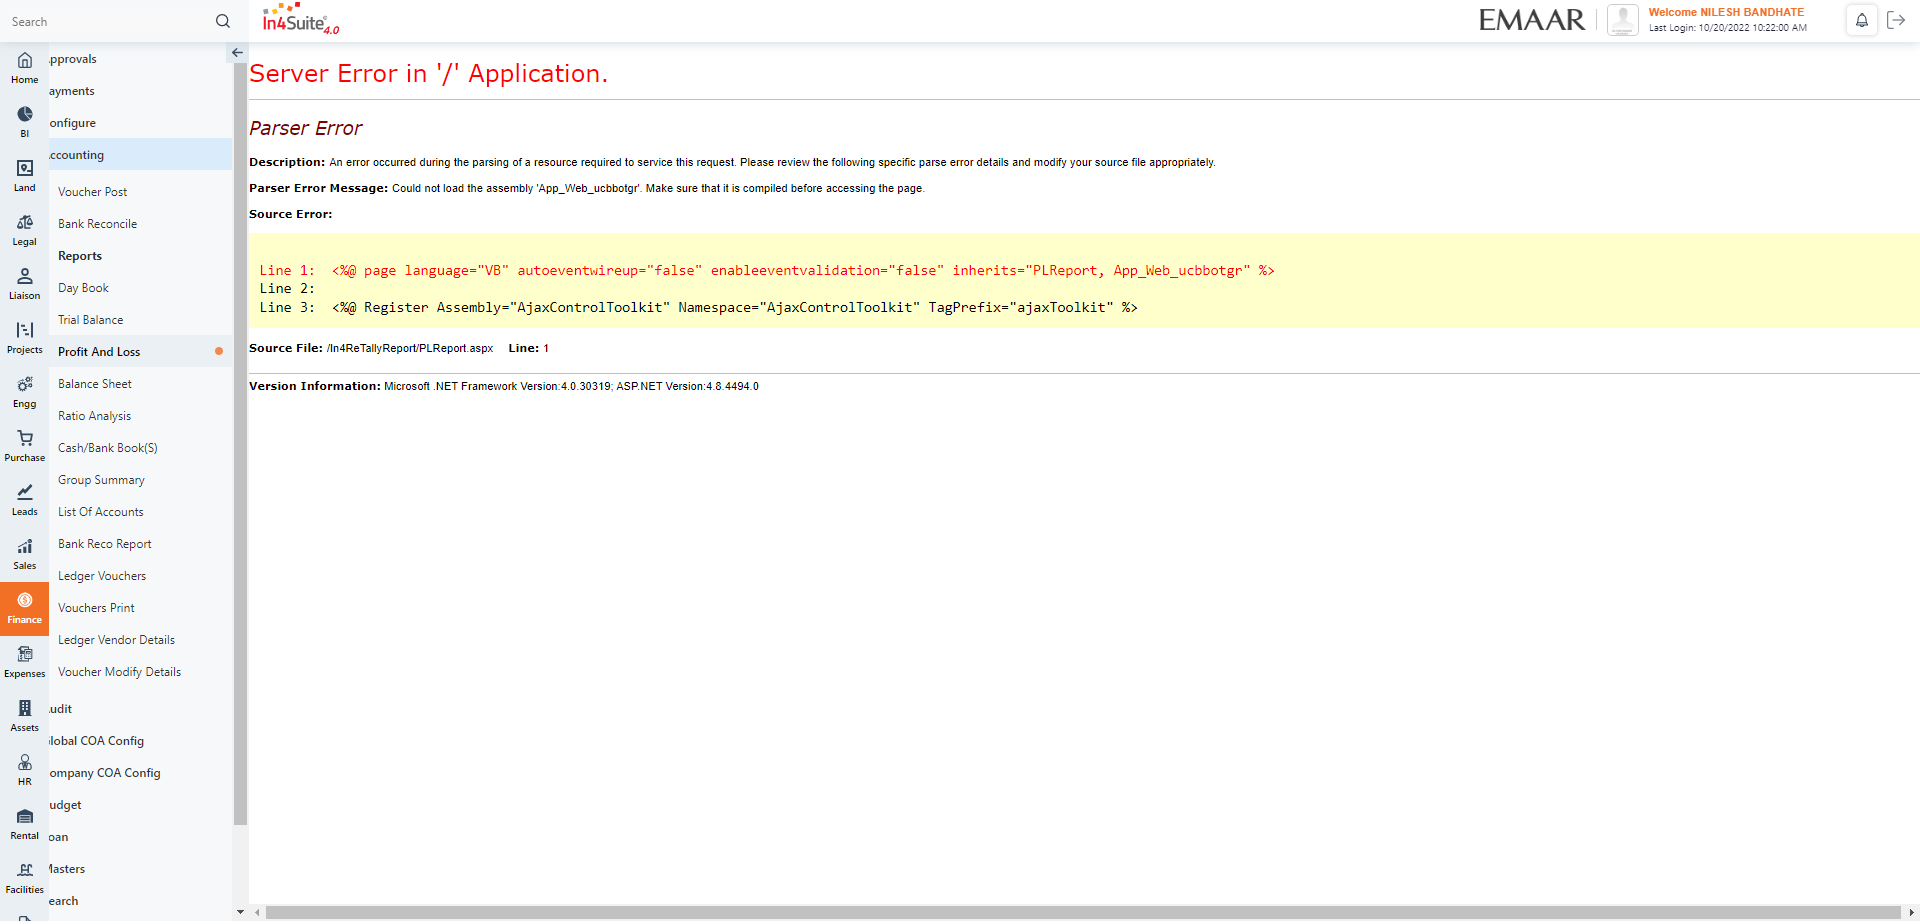 Search
In4Suite 4.0
EMAAR
Welcome NILESH BANDHATE
Last Login: 10/20/2022 10:22:00 AM
Home
BI
Land
Legal
Liaison
Projects
Engg
Purchase
Leads
Sales
Finance
Expenses
Assets
HR
Rental
Facilities
pprovals
ayments
onfigure
ccounting
Voucher Post
Bank Reconcile
Reports
Day Book
Trial Balance
Profit And Loss
Balance Sheet
Ratio Analysis
Cash/Bank Book(S)
Group Summary
List Of Accounts
Bank Reco Report
Ledger Vouchers
Vouchers Print
Ledger Vendor Details
Voucher Modify Details
udit
lobal COA Config
ompany COA Config
udget
oan
Masters
earch
Server Error in '/' Application.
Parser Error
Description: An error occurred during the parsing of a resource required to service this request. Please review the following specific parse error details and modify your source file appropriately.
Parser Error Message: Could not load the assembly 'App_Web_ucbbotgr'. Make sure that it is compiled before accessing the page.
Source Error:
Line 1:  <%@ page language="VB" autoeventwireup="false" enableeventvalidation="false" inherits="PLReport, App_Web_ucbbotgr" %>
Line 2:
Line 3:  <%@ Register Assembly="AjaxControlToolkit" Namespace="AjaxControlToolkit" TagPrefix="ajaxToolkit" %>
Source File: /In4ReTallyReport/PLReport.aspx    Line: 1
Version Information: Microsoft .NET Framework Version:4.0.30319; ASP.NET Version:4.8.4494.0